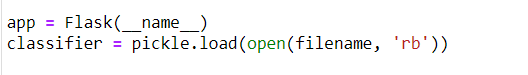 app = Flask(__name__)
classifier = pickle.load(open(filename, 'rb'))